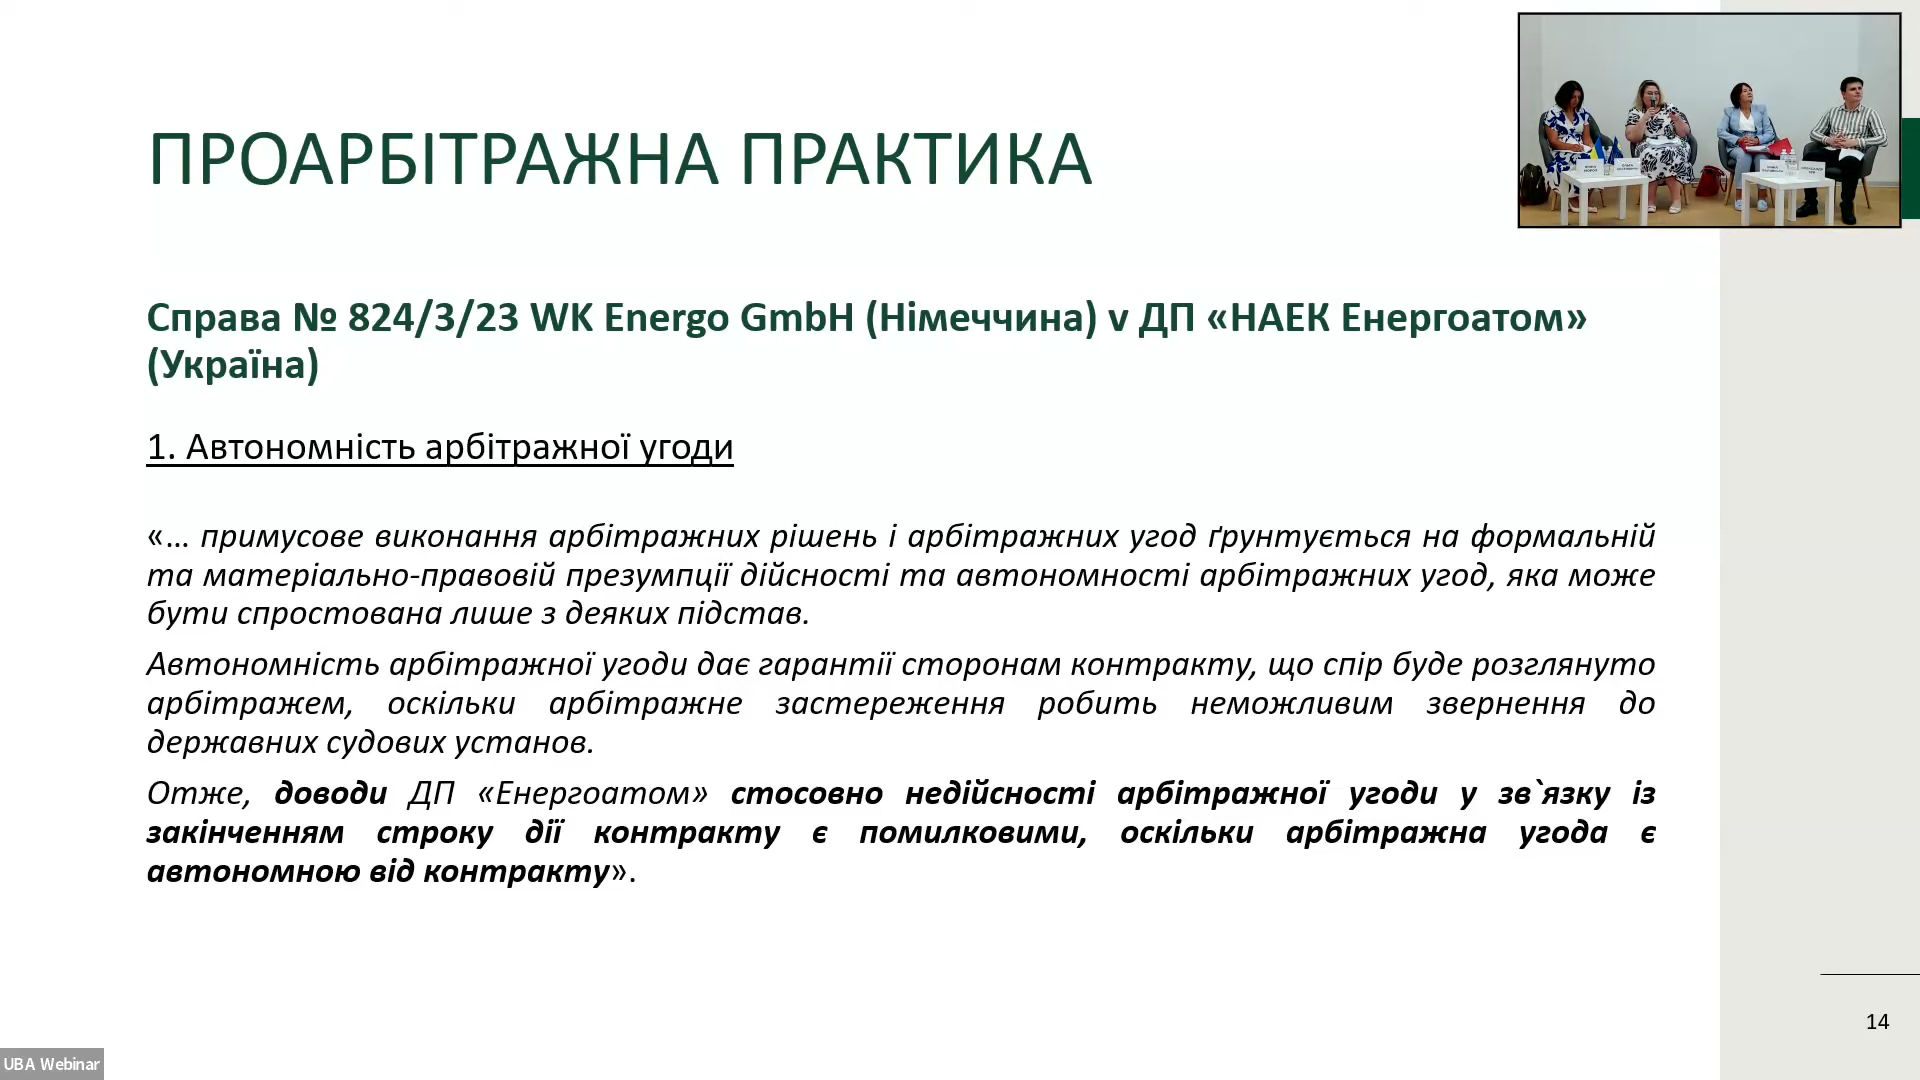 ПРОАРБІТРАЖНА ПРАКТИКА
Справа № 824/3/23 WK Energo GmbH (Німеччина) v ДП «НАЕК Енергоатом»
(Україна)
1. Автономність арбітражної угоди
«… примусове виконання арбітражних рішень і арбітражних угод ґрунтується на формальній
та матеріально-правовій презумпції дійсності та автономності арбітражних угод, яка може
бути спростована лише з деяких підстав.
Автономність арбітражної угоди дає гарантії сторонам контракту, що спір буде розглянуто
арбітражем, оскільки арбітражне застереження робить неможливим звернення до
державних судових установ.
Отже, доводи ДП «Енергоатом» стосовно недійсності арбітражної угоди у зв`язку із
закінченням строку дії контракту є помилковими, оскільки арбітражна угода є
автономною від контракту».
14
UBA Webinar